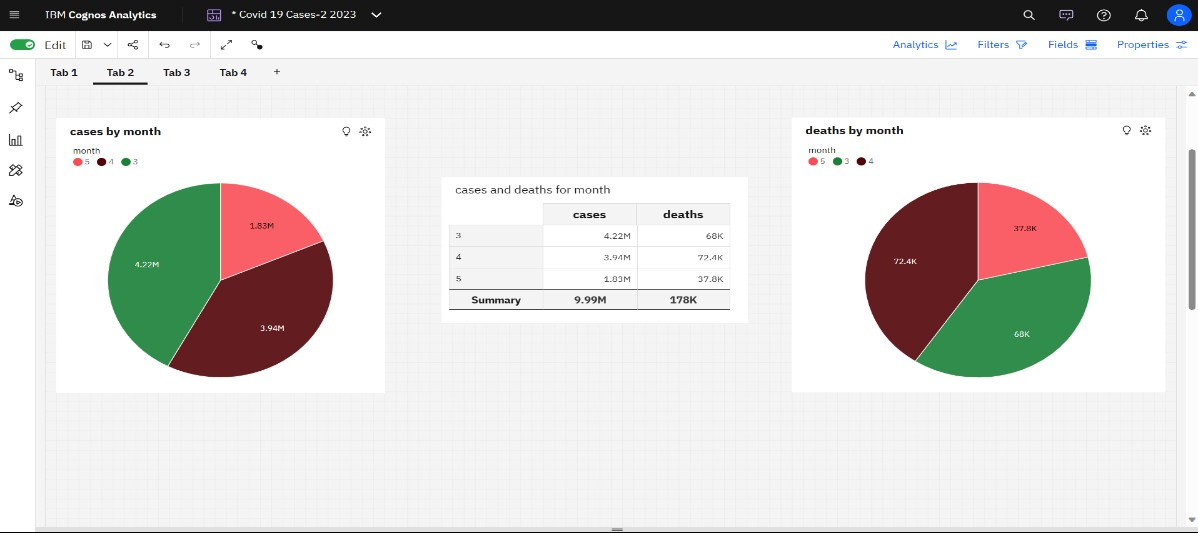 IBM Cognos Analytics
* Covid 19 Cases-2 2023
Edit
Analytics
Filters
Fields
Properties
Tab 1
Tab 2
Tab 3
Tab 4
+
cases by month
month
5 4 3
1.83M
4.22M
3.94M
cases and deaths for month
cases deaths
3 4.22M 68K
4 3.94M 72.4K
5 1.83M 37.8K
Summary 9.99M 178K
deaths by month
month
5 3 4
37.8K
72.4K
68K